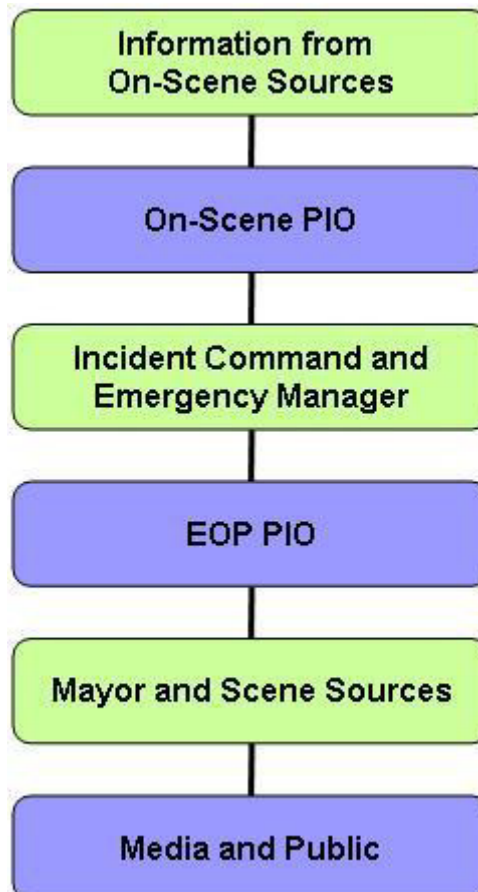 Information from
On-Scene Sources
On-Scene PIO
Incident Command and
Emergency Manager
EOP PIO
Mayor and Scene Sources
Media and Public